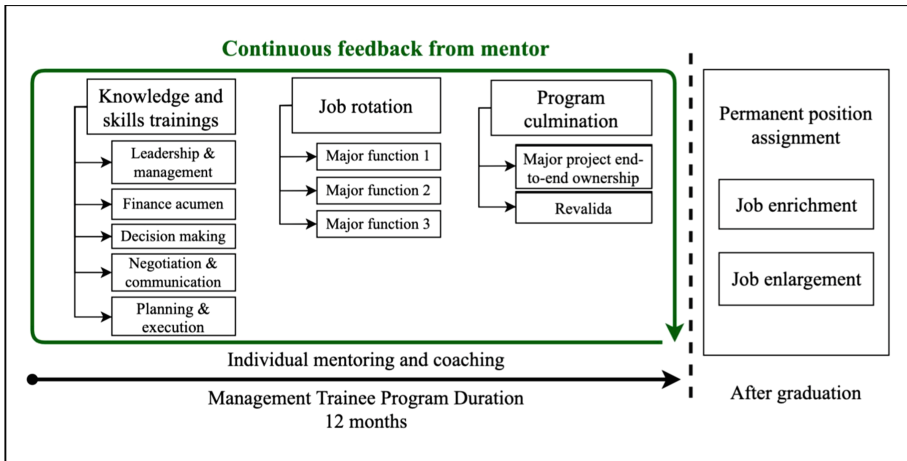 Continuous feedback from mentor
Knowledge and
skills trainings
Leadership &
management
Finance acumen
Decision making
Negotiation &
communication
Planning &
execution
Job rotation
Major function 1
Major function 2
Major function 3
Program
culmination
Major project end-
to-end ownership
Revalida
Individual mentoring and coaching
Management Trainee Program Duration
12 months
Permanent position
assignment
Job enrichment
Job enlargement
After graduation